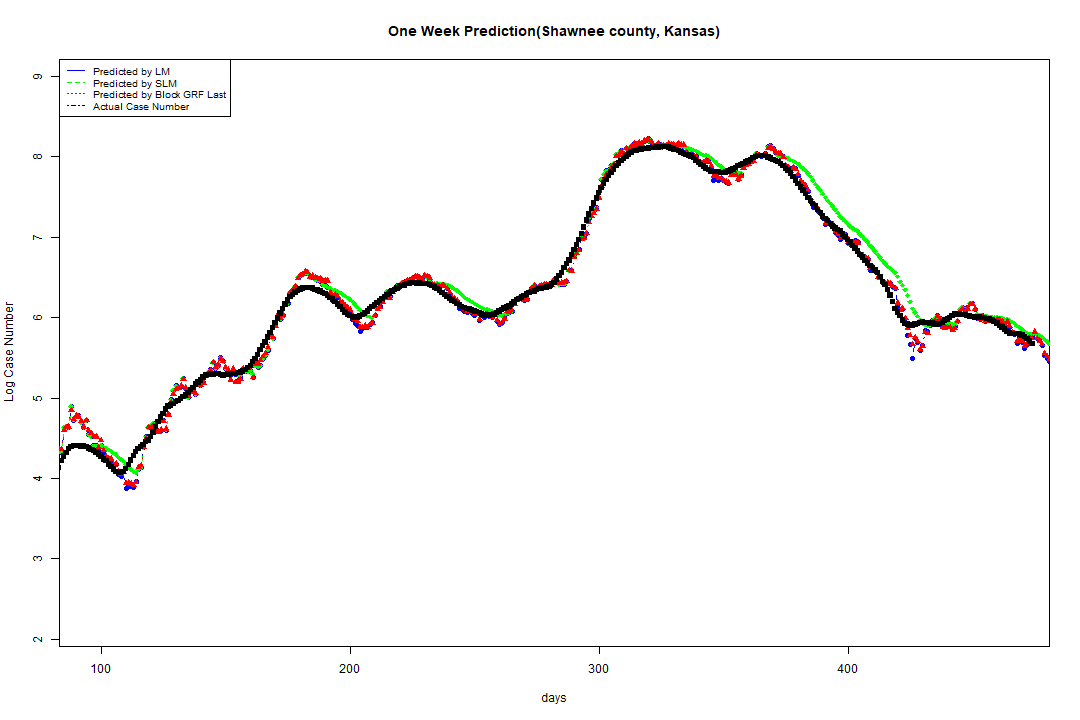 One Week Prediction(Shawnee county, Kansas)
Predicted by LM
Predicted by SLM
Predicted by Block GRF Last
Actual Case Number
9
8
7
6
5
4
3
2
Log Case Number
100 200 300 400
days